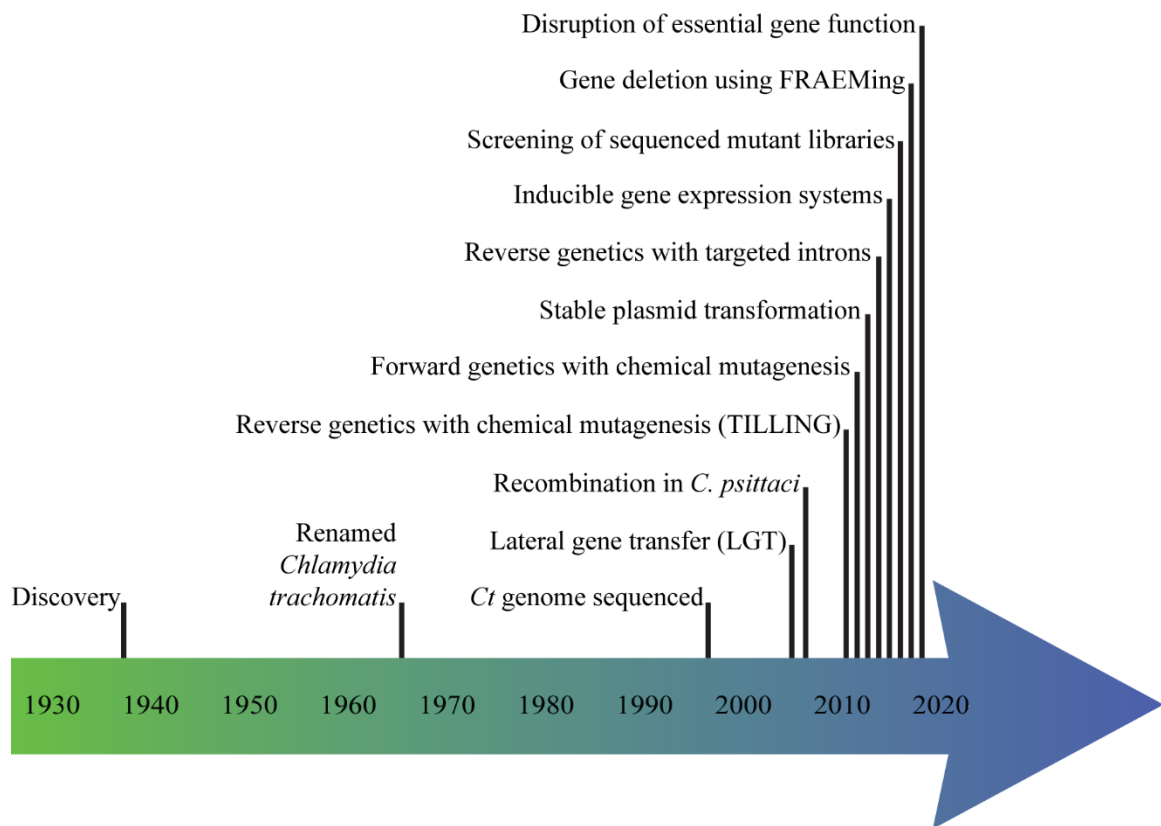 Disruption of essential gene function
Gene deletion using FRAEMing
Screening of sequenced mutant libraries
Inducible gene expression systems
Reverse genetics with targeted introns
Stable plasmid transformation
Forward genetics with chemical mutagenesis
Reverse genetics with chemical mutagenesis (TILLING)
Recombination in C. psittaci
Lateral gene transfer (LGT)
Renamed
Chlamydia
trachomatis
Discovery
Ct genome sequenced
1930 1940 1950 1960 1970 1980 1990 2000 2010 2020